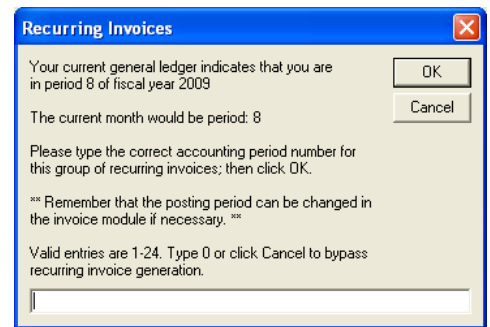 Recurring Invoices
Your current general ledger indicates that you are
in period 8 of fiscal year 2009
OK
The current month would be period: 8
Cancel
Please type the correct accounting period number for
this group of recurring invoices; then click OK.
** Remember that the posting period can be changed in
the invoice module if necessary. **
Valid entries are 1-24. Type 0 or click Cancel to bypass
recurring invoice generation.